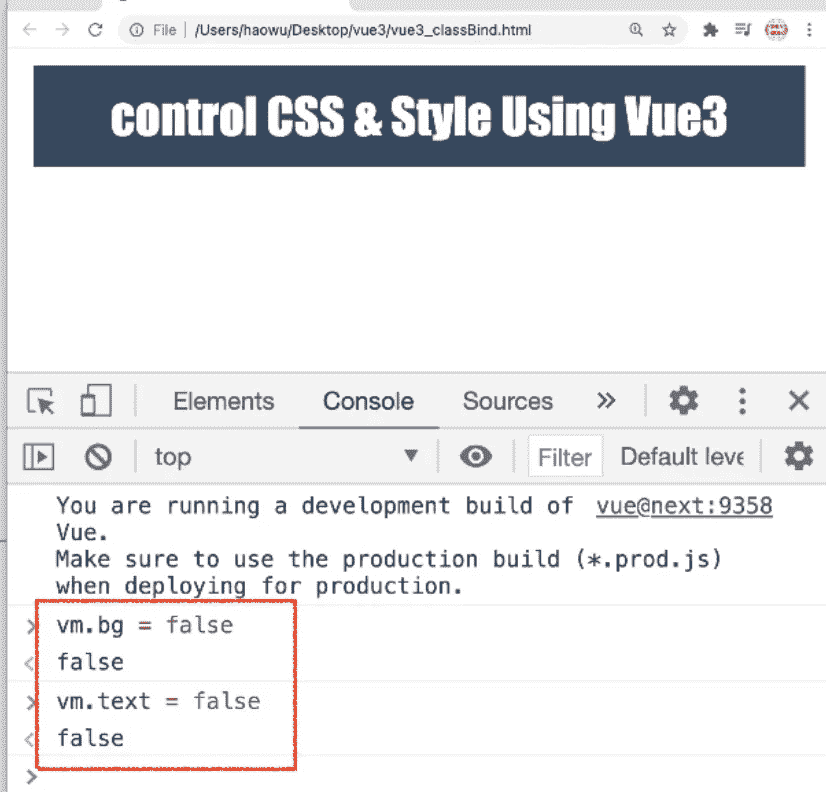 File | /Users/haowu/Desktop/vue3/vue3_classBind.html
control CSS & Style Using Vue3
Elements Console Sources »
top Filter Default leve
You are running a development build of vue@next:9358
Vue.
Make sure to use the production build (*.prod.js)
when deploying for production.
> vm.bg = false
< false
> vm.text = false
< false
>